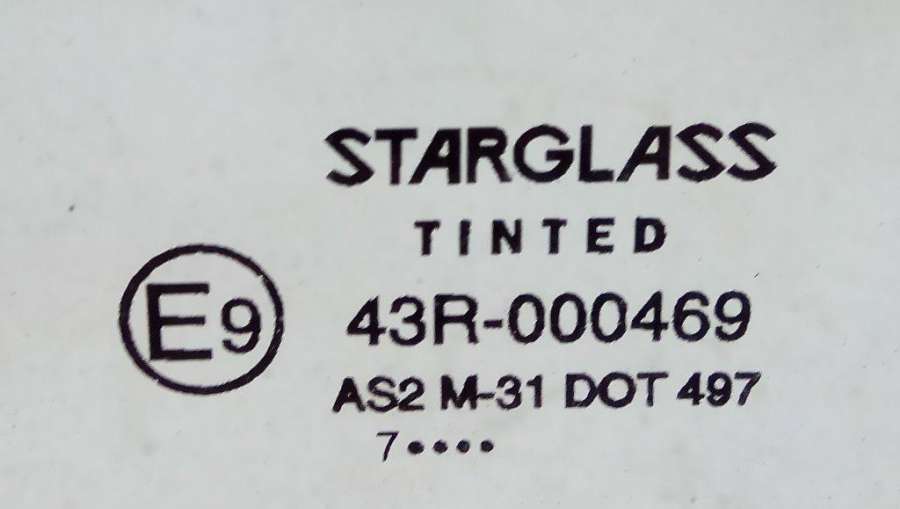 STARGLASS
TINTED
E9 43R-000469
AS2 M-31 DOT 497
7••••